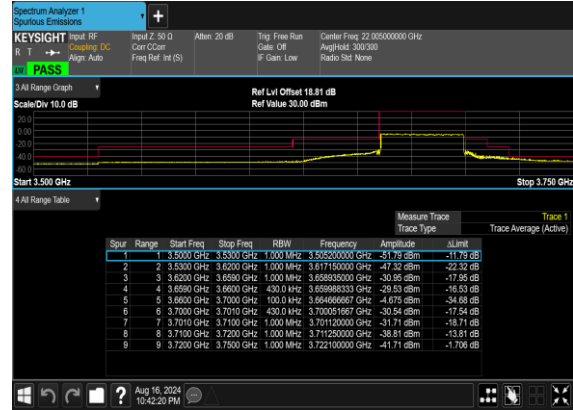 Spectrum Analyzer 1
Spurious Emissions
KEYSIGHT Input: RF Input Z: 50 Ω Atten: 20 dB Trig: Free Run Center Freq: 22.005000000 GHz
R T Coupling: DC Corr CCorr Gate: Off Avg|Hold: 300/300
Align: Auto Freq Ref: Int (S) IF Gain: Low Radio Std: None
PASS
3 All Range Graph
Ref Lvl Offset 18.81 dB
Scale/Div 10.0 dB Ref Value 30.00 dBm
20.0
0.00
-20.0
-40.0
-60.0
Start 3.500 GHz Stop 3.750 GHz
4 All Range Table
Measure Trace Trace 1
Trace Type Trace Average (Active)
Spur Range Start Freq Stop Freq RBW Frequency Amplitude ΔLimit
1 1 3.5000 GHz 3.5300 GHz 1.000 MHz 3.505200000 GHz -51.79 dBm -11.79 dB
2 2 3.5300 GHz 3.6200 GHz 1.000 MHz 3.617150000 GHz -47.32 dBm -22.32 dB
3 3 3.6200 GHz 3.6590 GHz 1.000 MHz 3.658935000 GHz -30.95 dBm -17.95 dB
4 4 3.6590 GHz 3.6600 GHz 430.0 kHz 3.659988333 GHz -29.53 dBm -16.53 dB
5 5 3.6600 GHz 3.7000 GHz 100.0 kHz 3.664666667 GHz -4.675 dBm -34.68 dB
6 6 3.7000 GHz 3.7010 GHz 430.0 kHz 3.700051667 GHz -30.54 dBm -17.54 dB
7 7 3.7010 GHz 3.7100 GHz 1.000 MHz 3.701120000 GHz -31.71 dBm -18.71 dB
8 8 3.7100 GHz 3.7200 GHz 1.000 MHz 3.711250000 GHz -38.81 dBm -13.81 dB
9 9 3.7200 GHz 3.7500 GHz 1.000 MHz 3.722100000 GHz -41.71 dBm -1.706 dB
? Aug 16, 2024
10:42:20 PM